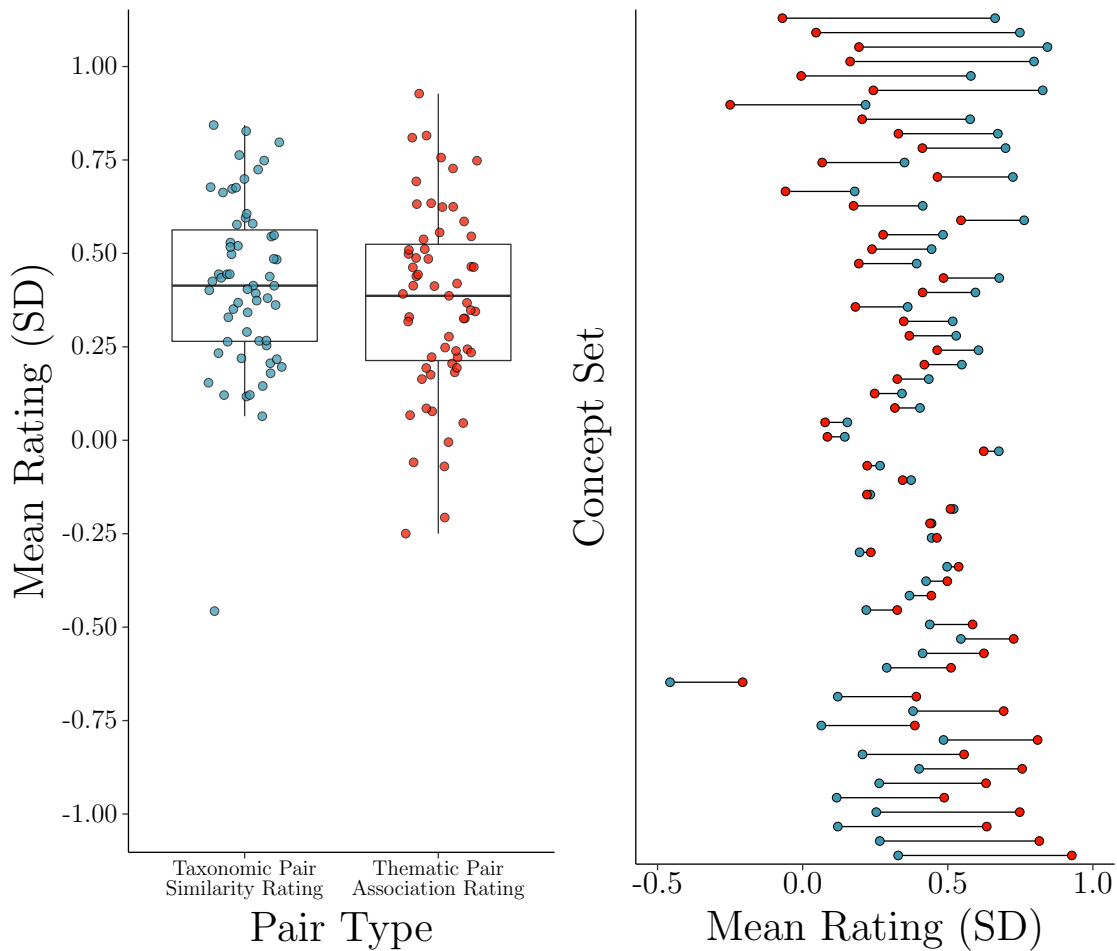 Mean Rating (SD)
1.00
0.75
0.50
0.25
0.00
-0.25
-0.50
-0.75
-1.00
Taxonomic Pair
Similarity Rating
Thematic Pair
Association Rating
Pair Type
Concept Set
-0.5
0.0
0.5
1.0
Mean Rating (SD)